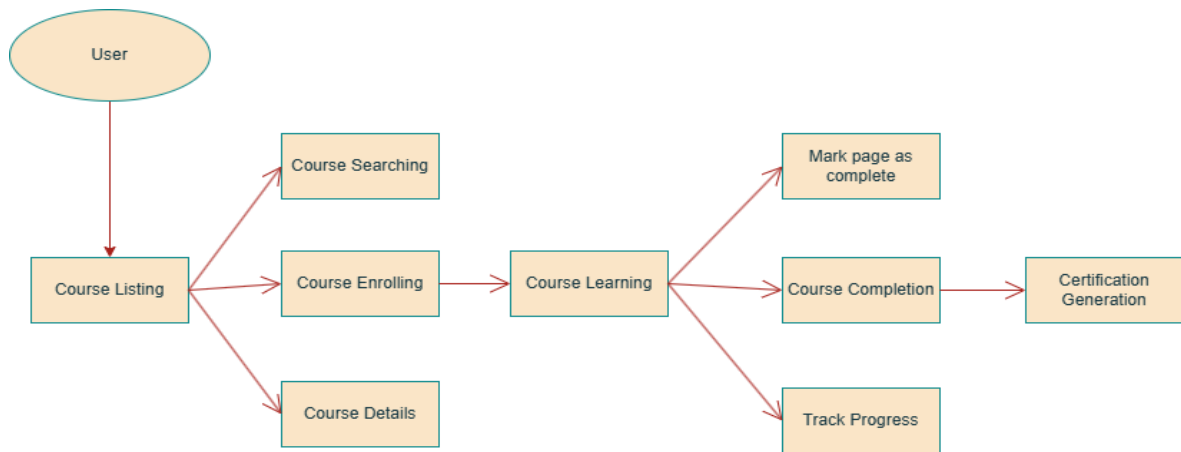 User
Course Searching
Mark page as
complete
Course Listing
Course Enrolling
Course Learning
Course Completion
Certification
Generation
Course Details
Track Progress